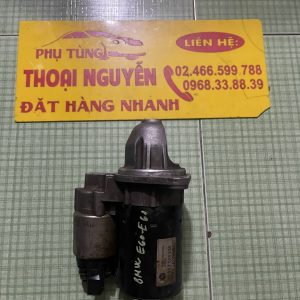 PHỤ TÙNG
LIÊN HỆ:
THOẠI NGUYỄN
02.466.599.788
0968.33.88.39
ĐẶT HÀNG NHANH
BMW E60-E61